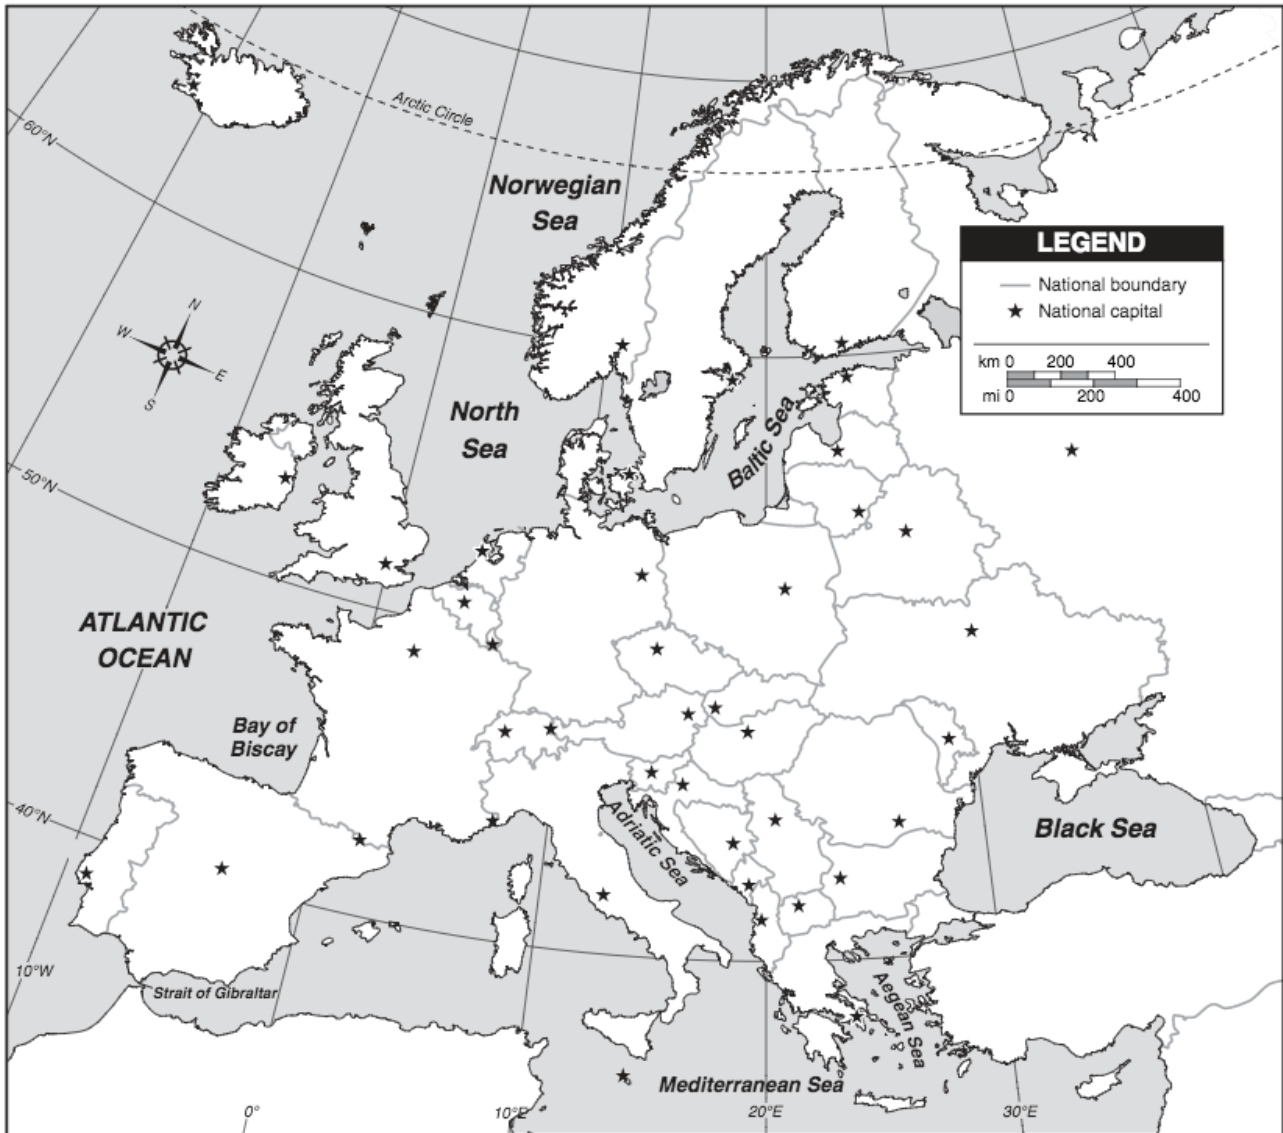 Arctic Circle
60°N
Norwegian
Sea
LEGEND
National boundary
National capital
km 0 200 400
mi 0 200 400
N
W
E
S
North
Sea
Baltic Sea
50°N
ATLANTIC
OCEAN
Bay of
Biscay
40°N
Adriatic Sea
Black Sea
10°W
Strait of Gibraltar
Aegean Sea
Mediterranean Sea
0°
10°E
20°E
30°E